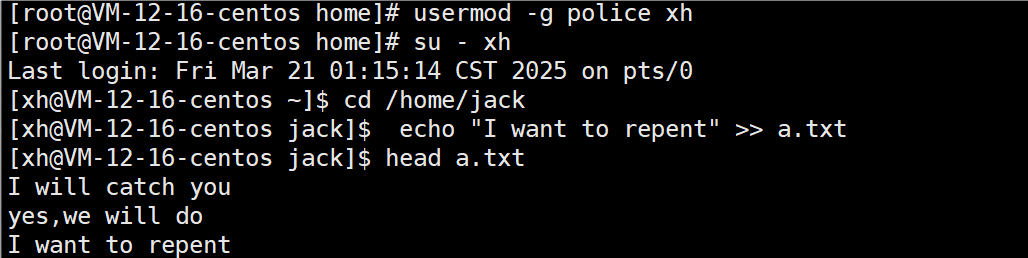 [root@VM-12-16-centos home]# usermod -g police xh
[root@VM-12-16-centos home]# su - xh
Last login: Fri Mar 21 01:15:14 CST 2025 on pts/0
[xh@VM-12-16-centos ~]$ cd /home/jack
[xh@VM-12-16-centos jack]$  echo "I want to repent" >> a.txt
[xh@VM-12-16-centos jack]$ head a.txt
I will catch you
yes,we will do
I want to repent